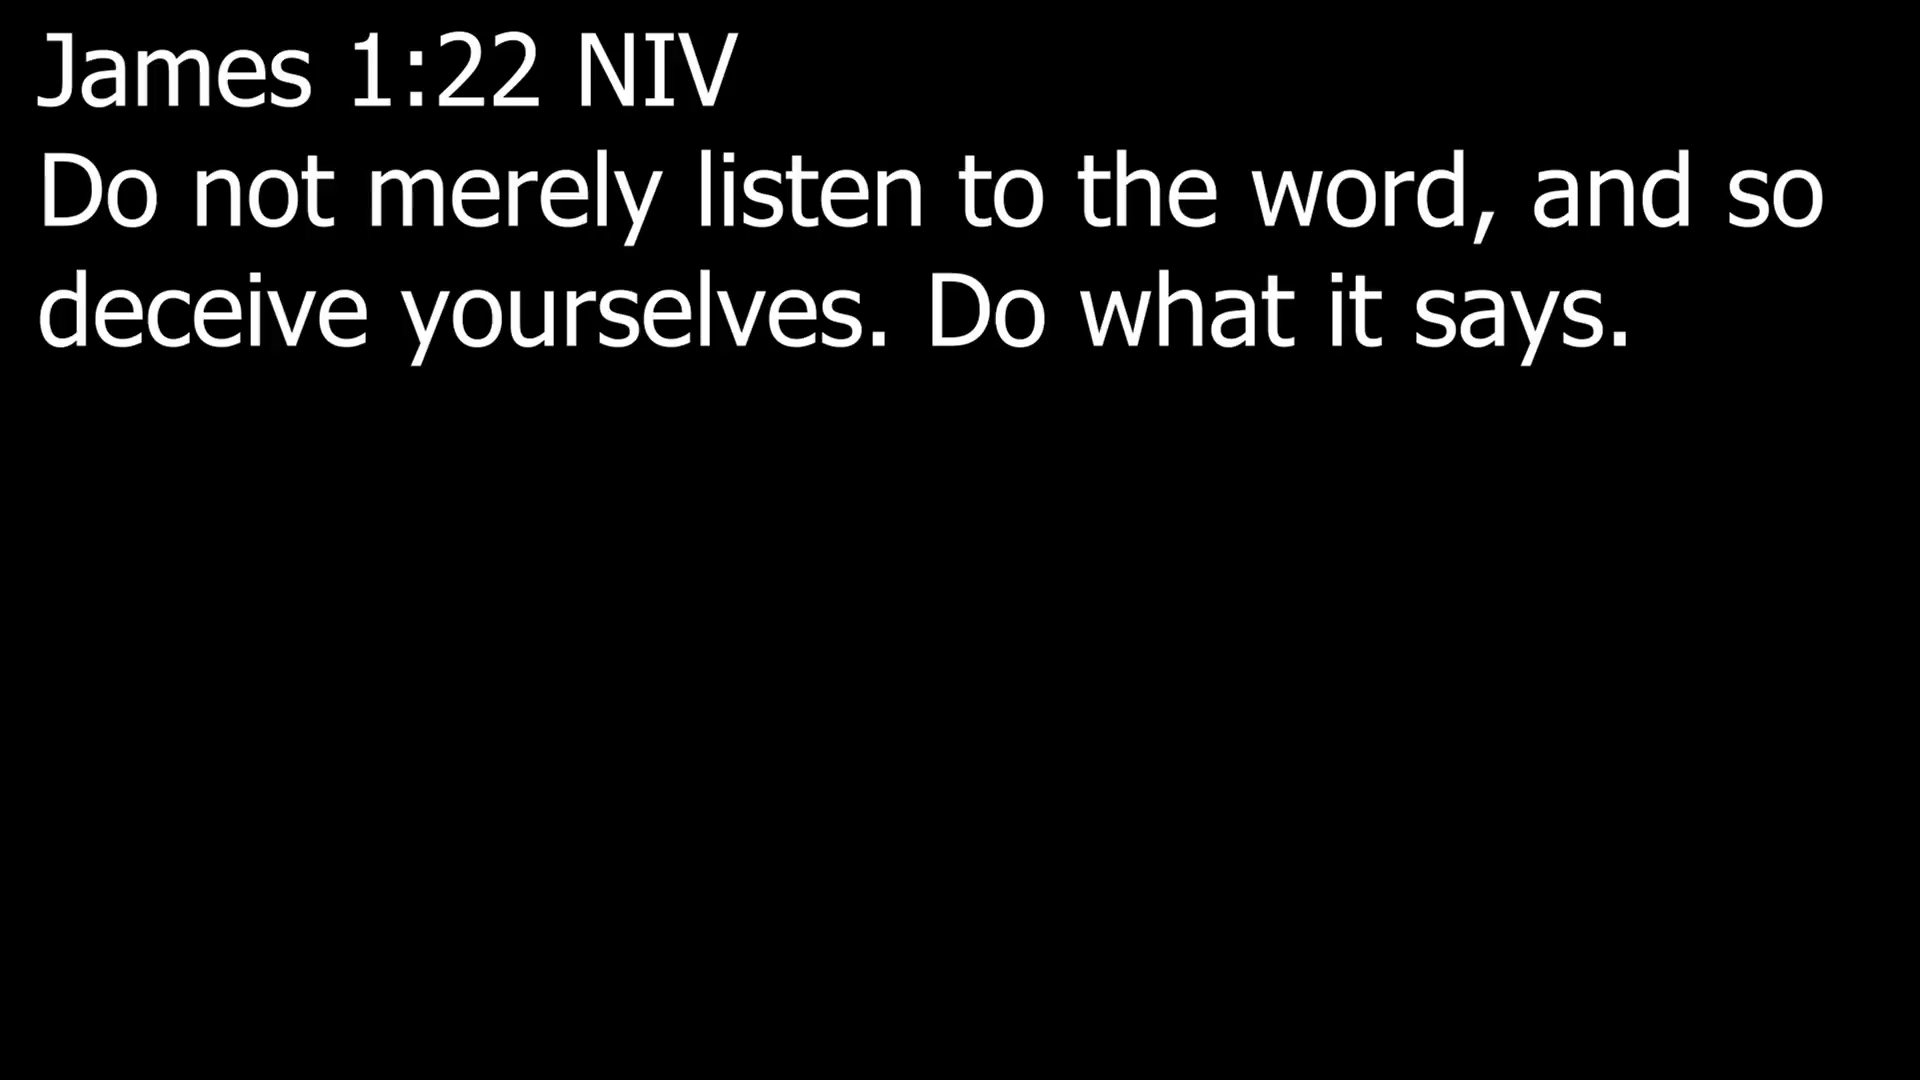 James 1:22 NIV
Do not merely listen to the word, and so
deceive yourselves. Do what it says.